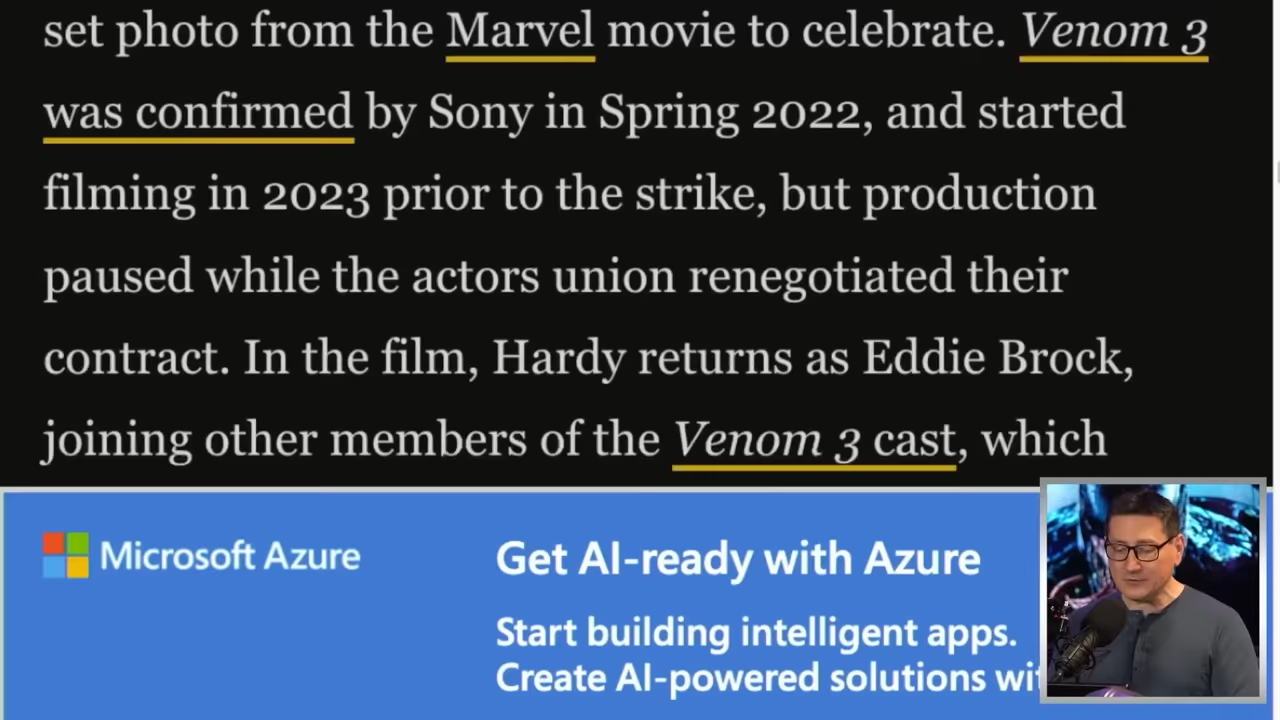 set photo from the Marvel movie to celebrate. Venom 3
was confirmed by Sony in Spring 2022, and started
filming in 2023 prior to the strike, but production
paused while the actors union renegotiated their
contract. In the film, Hardy returns as Eddie Brock,
joining other members of the Venom 3 cast, which
Microsoft Azure
Get AI-ready with Azure
Start building intelligent apps.
Create AI-powered solutions